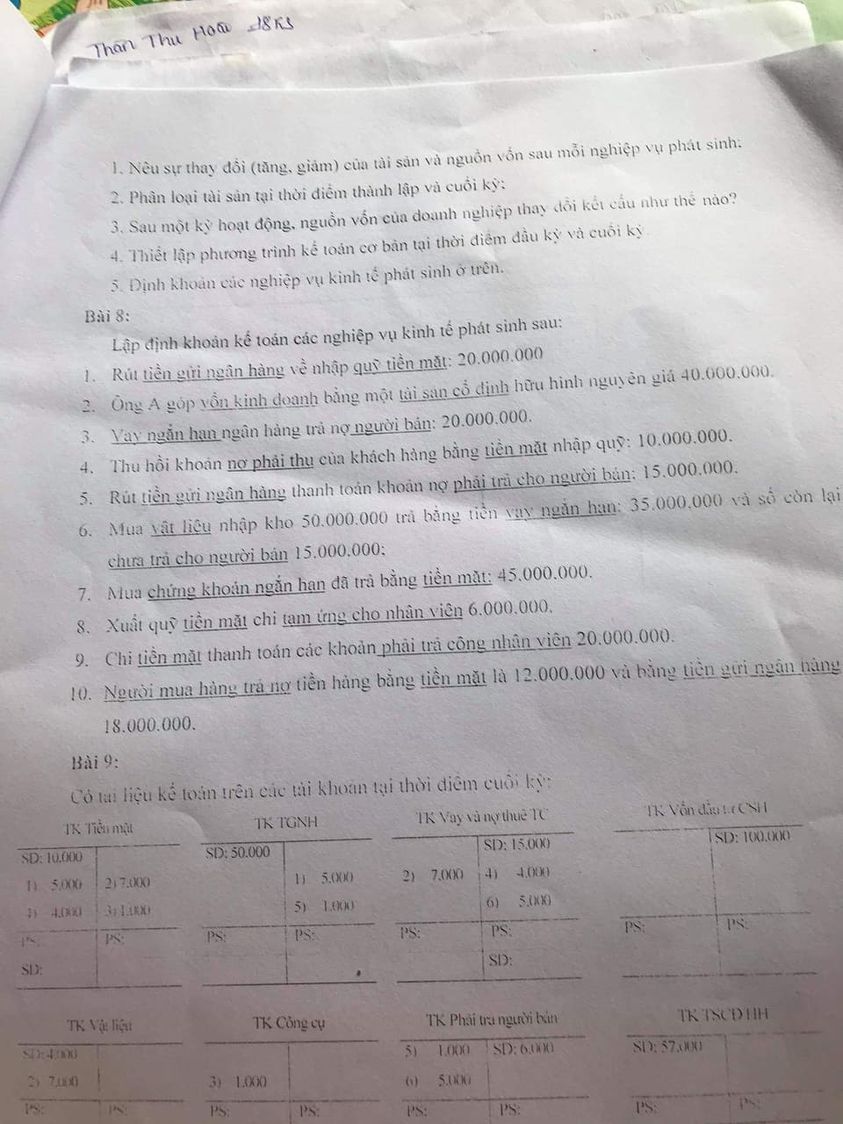 Thân Thu Hoài 18K3
1. Nêu sự thay đổi (tăng, giảm) của tài sản và nguồn vốn sau mỗi nghiệp vụ phát sinh;
2. Phân loại tài sản tại thời điểm thành lập và cuối kỳ;
3. Sau một kỳ hoạt động, nguồn vốn của doanh nghiệp thay đổi kết cấu như thế nào?
4. Thiết lập phương trình kế toán cơ bản tại thời điểm đầu kỳ và cuối kỳ.
5. Định khoản các nghiệp vụ kinh tế phát sinh ở trên.
Bài 8:
Lập định khoản kế toán các nghiệp vụ kinh tế phát sinh sau:
1. Rút tiền gửi ngân hàng về nhập quỹ tiền mặt: 20.000.000
2. Ông A góp vốn kinh doanh bằng một tài sản cố định hữu hình nguyên giá 40.000.000.
3. Vay ngắn hạn ngân hàng trả nợ người bán: 20.000.000.
4. Thu hồi khoản nợ phải thu của khách hàng bằng tiền mặt nhập quỹ: 10.000.000.
5. Rút tiền gửi ngân hàng thanh toán khoản nợ phải trả cho người bán: 15.000.000.
6. Mua vật liệu nhập kho 50.000.000 trả bằng tiền vay ngắn hạn: 35.000.000 và số còn lại
chưa trả cho người bán 15.000.000;
7. Mua chứng khoán ngắn hạn đã trả bằng tiền mặt: 45.000.000.
8. Xuất quỹ tiền mặt chi tạm ứng cho nhân viên 6.000.000.
9. Chi tiền mặt thanh toán các khoản phải trả công nhân viên 20.000.000.
10. Người mua hàng trả nợ tiền hàng bằng tiền mặt là 12.000.000 và bằng tiền gửi ngân hàng
18.000.000.
Bài 9:
Có tài liệu kế toán trên các tài khoản tại thời điểm cuối kỳ:
TK Tiền mặt TK TGNH TK Vay và nợ thuê TC TK Vốn đầu tư CSH
SD: 10.000 SD: 50.000 SD: 15.000 SD: 100.000
1) 5.000 2) 7.000 1) 5.000 2) 7.000 4) 4.000
4.000 3) 1.000 5) 1.000 6) 5.000
PS: PS: PS: PS: PS: PS: PS: PS:
SD: SD:
TK Vật liệu TK Công cụ TK Phải trả người bán TK TSCĐ HH
SD: 4.000 5) 1.000 SD: 6.000 SD: 57.000
2) 7.000 3) 1.000 6) 5.000
PS: PS: PS: PS: PS: PS: PS: PS: